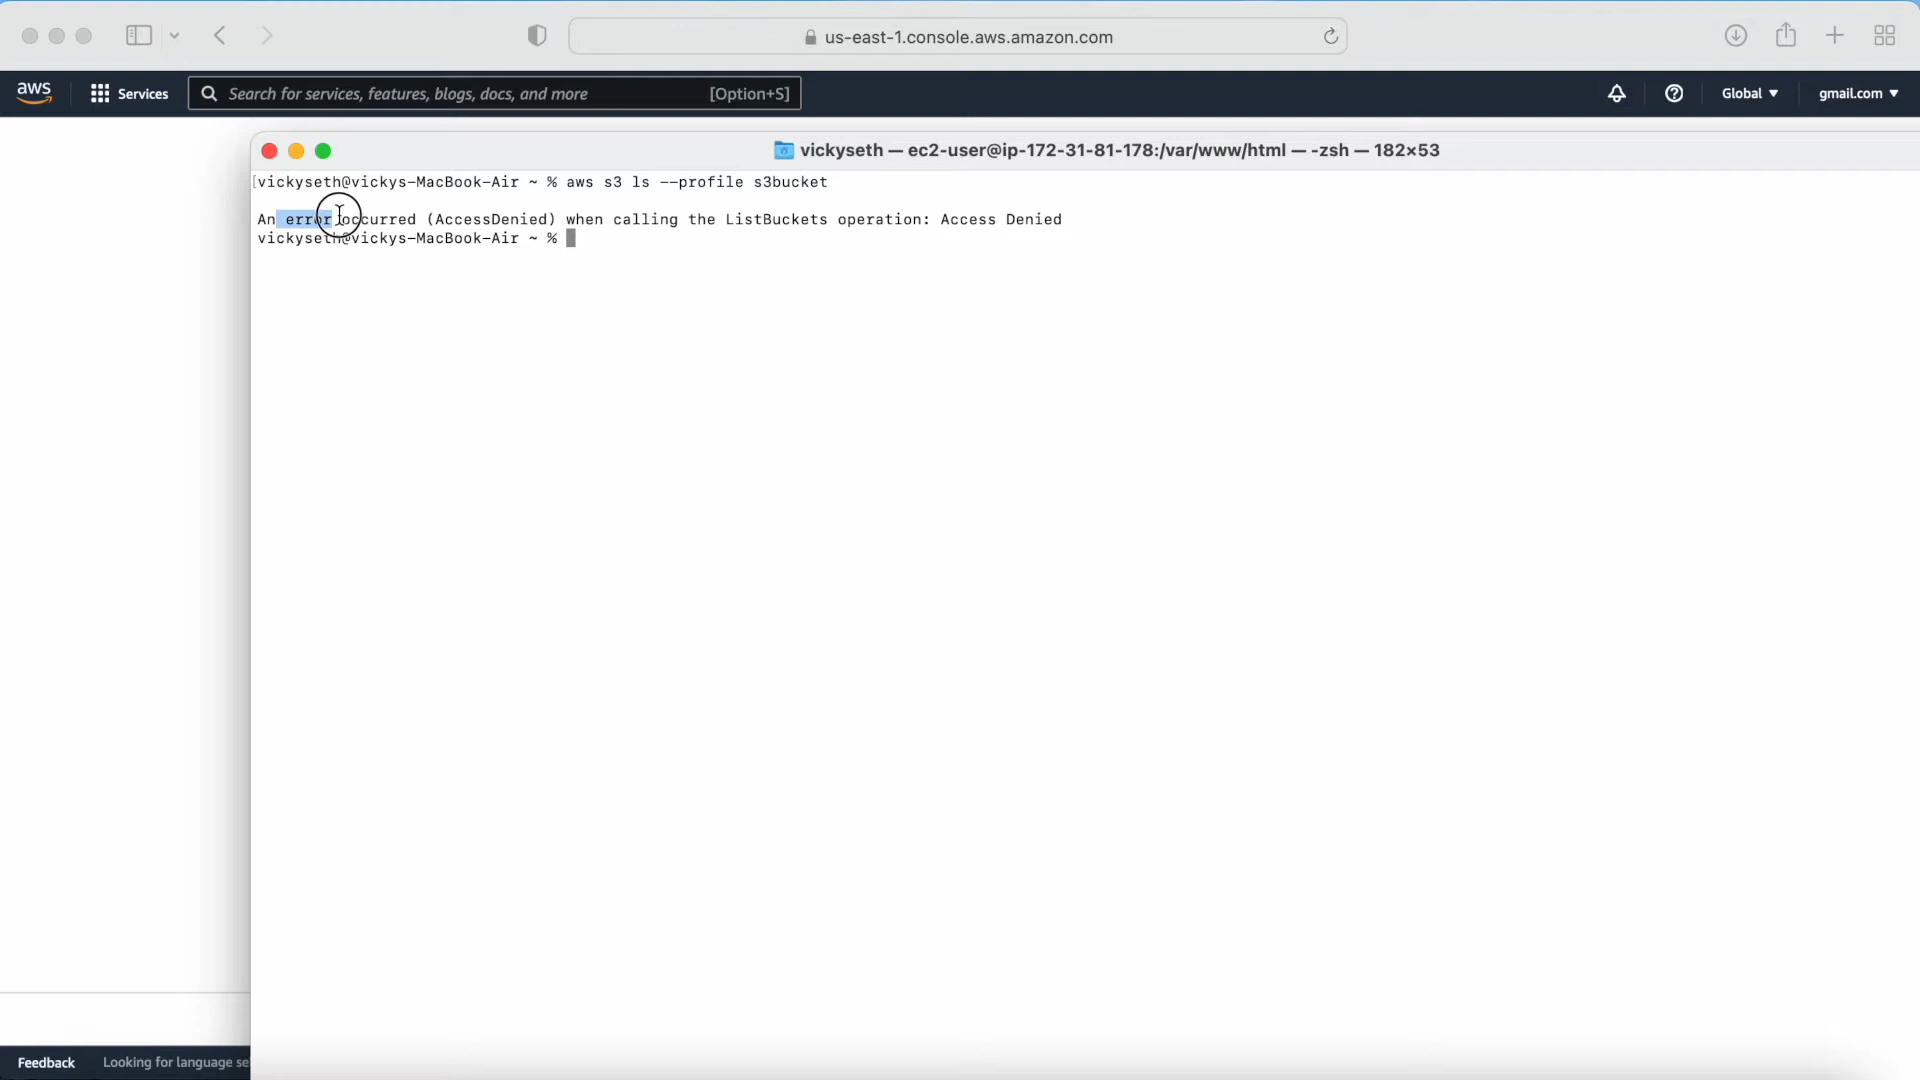 us-east-1.console.aws.amazon.com
aws
Services
Search for services, features, blogs, docs, and more
[Option+S]
Global
gmail.com
vickyseth — ec2-user@ip-172-31-81-178:/var/www/html — -zsh — 182×53
[vickyseth@vickys-MacBook-Air ~ % aws s3 ls --profile s3bucket
An error occurred (AccessDenied) when calling the ListBuckets operation: Access Denied
vickyseth@vickys-MacBook-Air ~ %
Feedback
Looking for language se